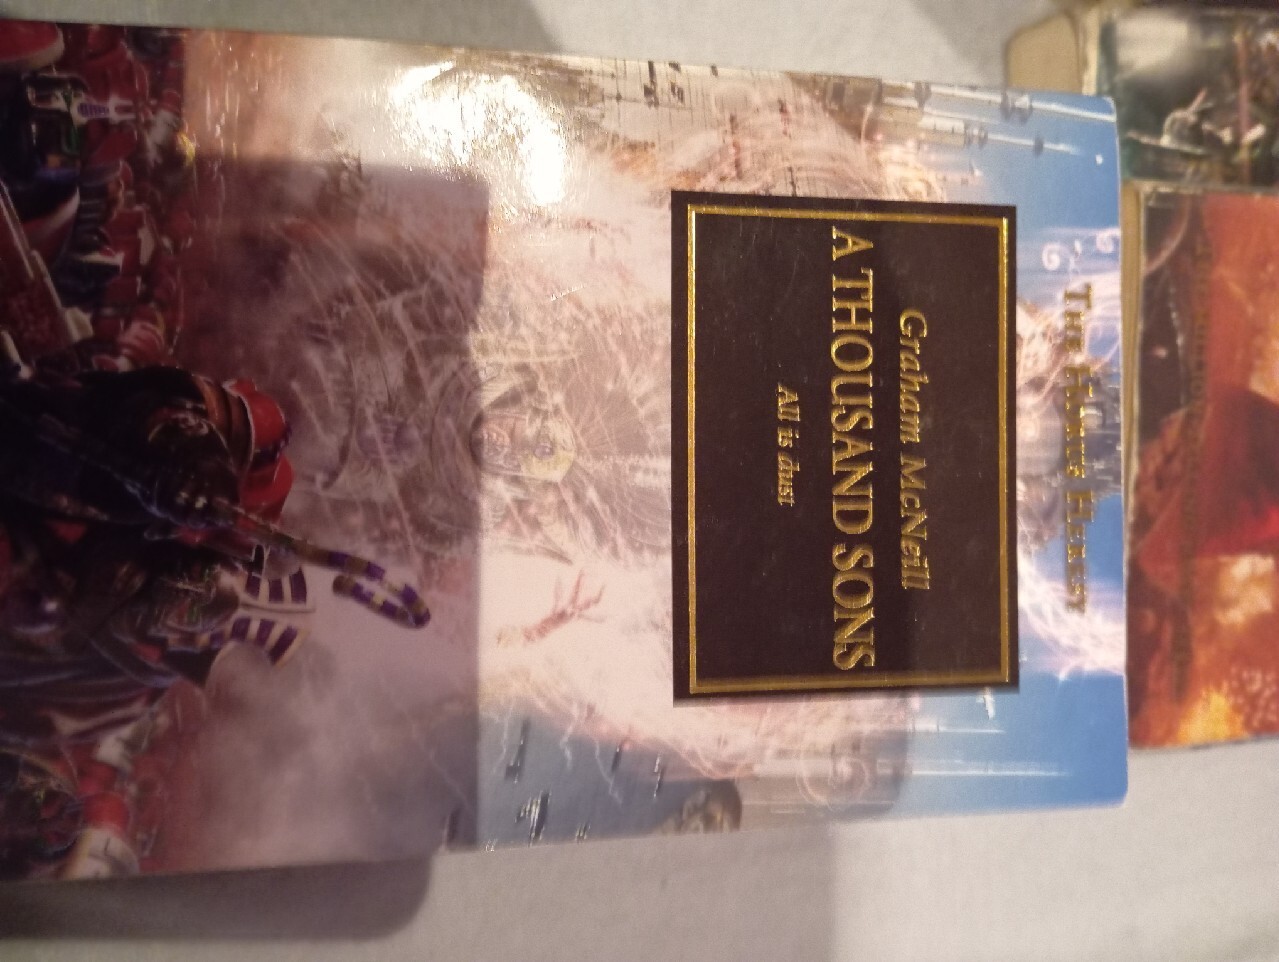 THE HORUS HERESY
Graham McNeill
A THOUSAND SONS
All is dust